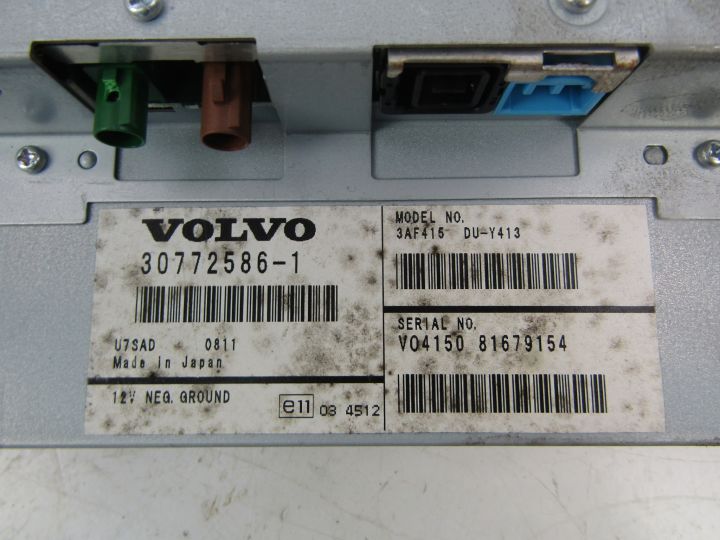 VOLVO
30772586-1
U7SAD 0811
Made in Japan
12V NEG. GROUND
e11 03 4512
MODEL NO.
3AF415 DU-Y413
SERIAL NO.
VO4150 81679154